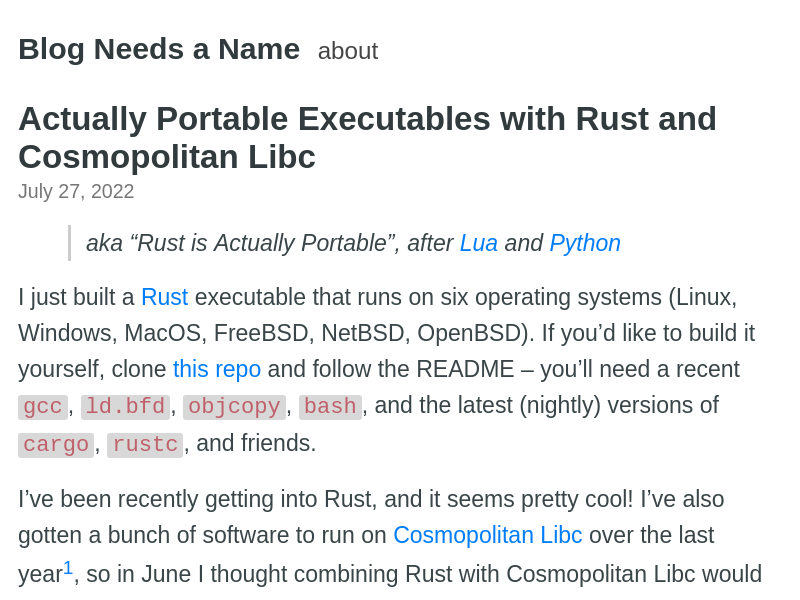 Blog Needs a Name about
Actually Portable Executables with Rust and
Cosmopolitan Libc
July 27, 2022
aka “Rust is Actually Portable”, after Lua and Python
I just built a Rust executable that runs on six operating systems (Linux,
Windows, MacOS, FreeBSD, NetBSD, OpenBSD). If you’d like to build it
yourself, clone this repo and follow the README – you’ll need a recent
gcc, ld.bfd, objcopy, bash, and the latest (nightly) versions of
cargo, rustc, and friends.
I’ve been recently getting into Rust, and it seems pretty cool! I’ve also
gotten a bunch of software to run on Cosmopolitan Libc over the last
year1, so in June I thought combining Rust with Cosmopolitan Libc would